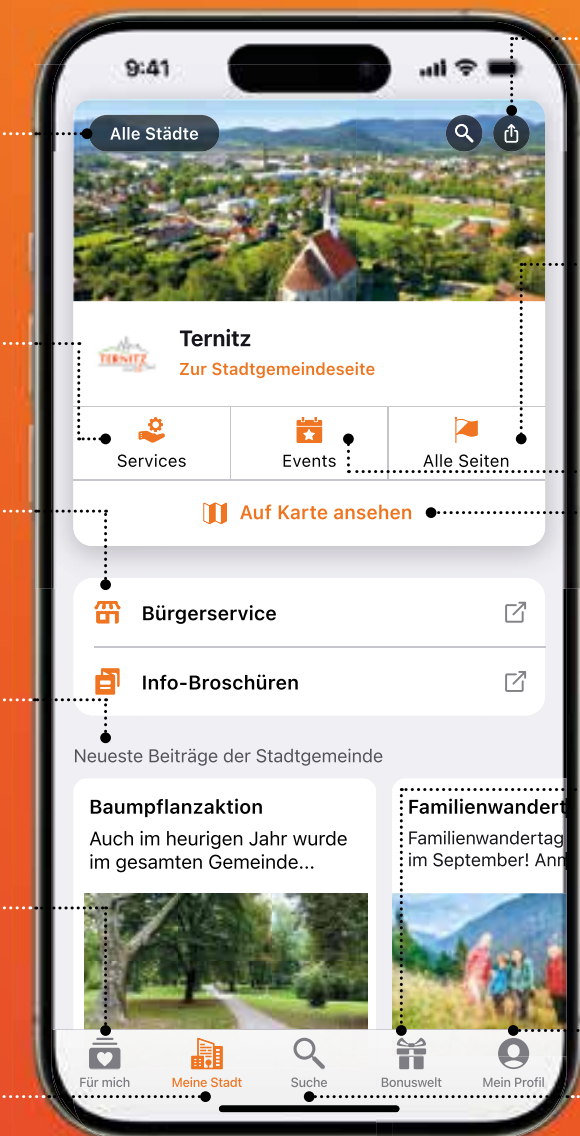 9:41
Alle Städte
TERNITZ
Ternitz
Zur Stadtgemeindeseite
Services
Events
Alle Seiten
Auf Karte ansehen
Bürgerservice
Info-Broschüren
Neueste Beiträge der Stadtgemeinde
Baumpflanzaktion
Auch im heurigen Jahr wurde
im gesamten Gemeinde...
Familienwandert
Familienwandertag
im September! Anm
Für mich
Meine Stadt
Suche
Bonuswelt
Mein Profil